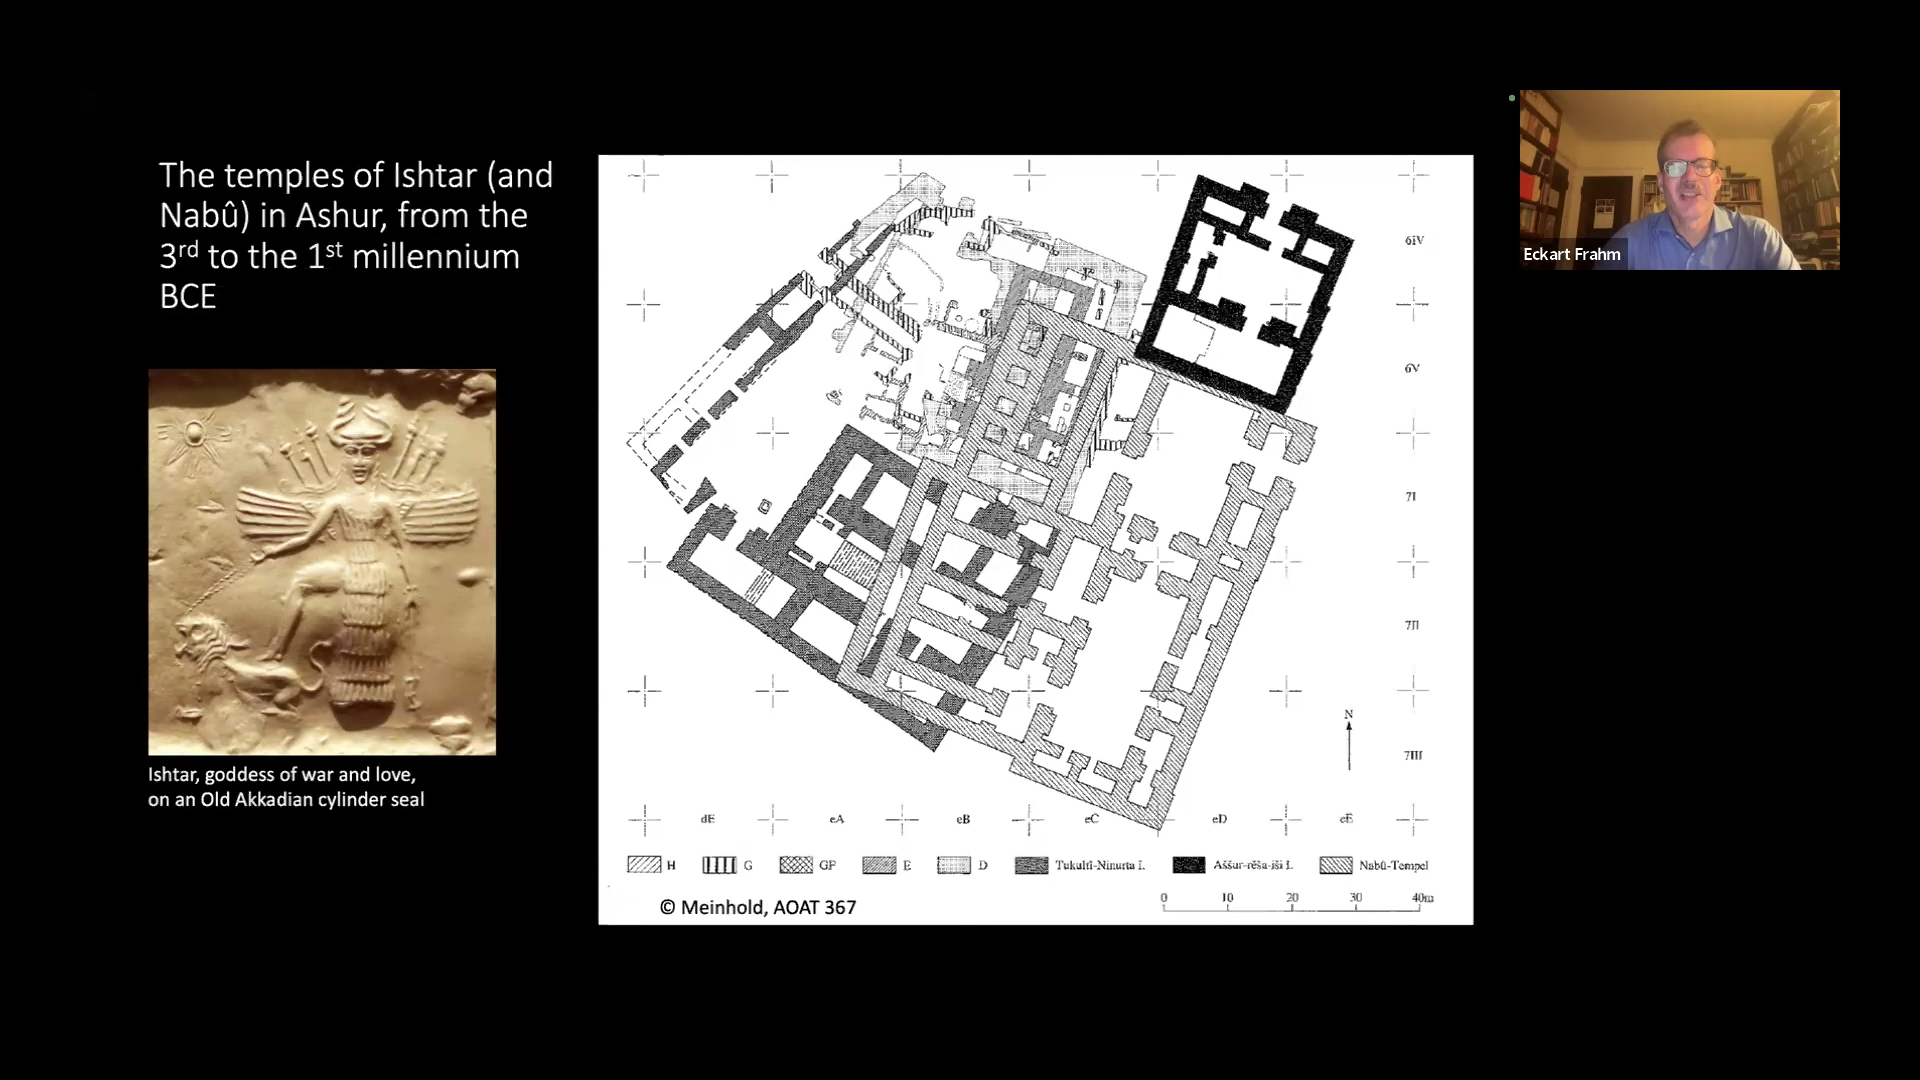 The temples of Ishtar (and
Nabû) in Ashur, from the
3rd to the 1st millennium
BCE
Ishtar, goddess of war and love,
on an Old Akkadian cylinder seal
6iV
6V
7I
7II
N
7III
dE eA eB eC eD eE
H G GF E D Tukultī-Ninurta I. Aššur-rēša-iši I. Nabû-Tempel
0 10 20 30 40m
© Meinhold, AOAT 367
Eckart Frahm